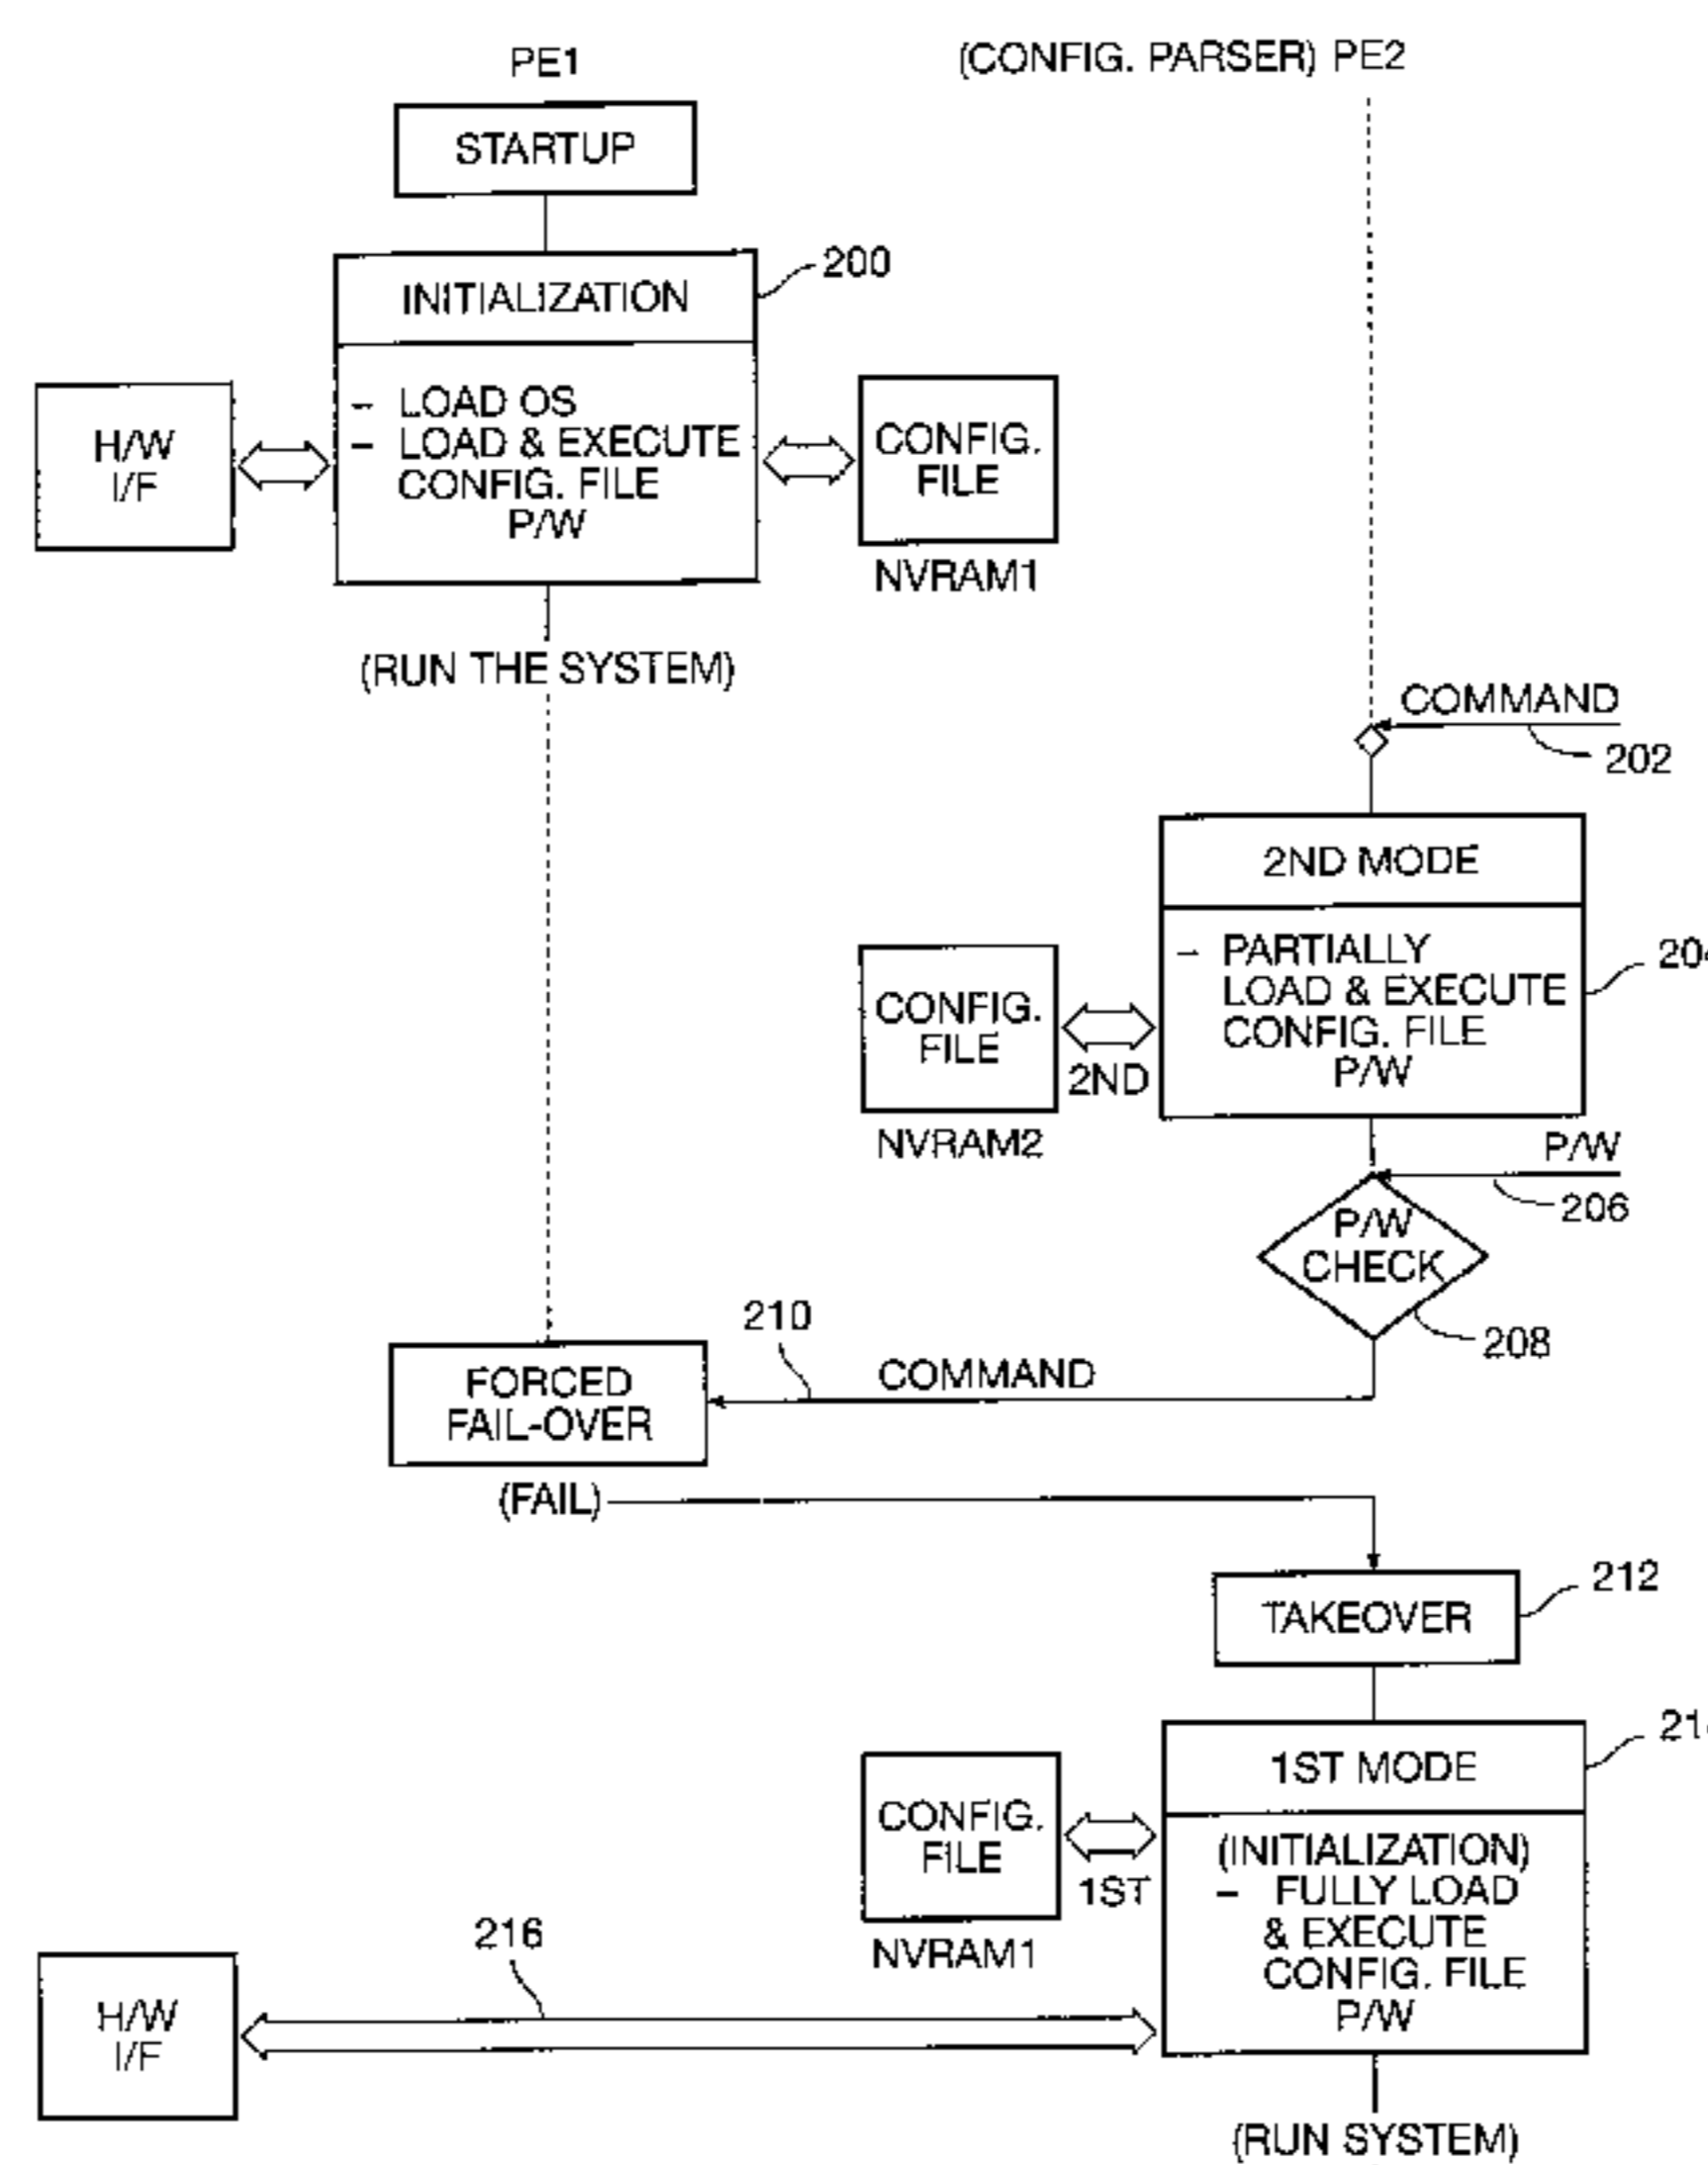 PE1
(CONFIG. PARSER) PE2
STARTUP
200
INITIALIZATION
- LOAD OS
- LOAD & EXECUTE
CONFIG. FILE
P/W
H/W
I/F
CONFIG.
FILE
NVRAM1
(RUN THE SYSTEM)
COMMAND
202
2ND MODE
- PARTIALLY
LOAD & EXECUTE
CONFIG. FILE
P/W
204
CONFIG.
FILE
2ND
NVRAM2
P/W
206
P/W
CHECK
208
210
COMMAND
FORCED
FAIL-OVER
(FAIL)
212
TAKEOVER
1ST MODE
(INITIALIZATION)
- FULLY LOAD
& EXECUTE
CONFIG. FILE
P/W
CONFIG.
FILE
1ST
NVRAM1
216
H/W
I/F
(RUN SYSTEM)